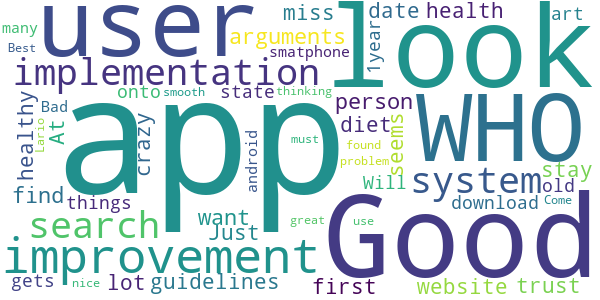 many
Best
user
miss
date
health
art
arguments
smatphone
look
1year
implementation
onto
smooth
state
thinking
person
WHO
healthy
Lario
Bad
At
crazy
app
android
must
diet
seems
found
problem
Will
system
stay
old
find
things
download
Come
search
want
Just
great
use
Good
improvement
gets
nice
lot
guidelines
first
website
trust